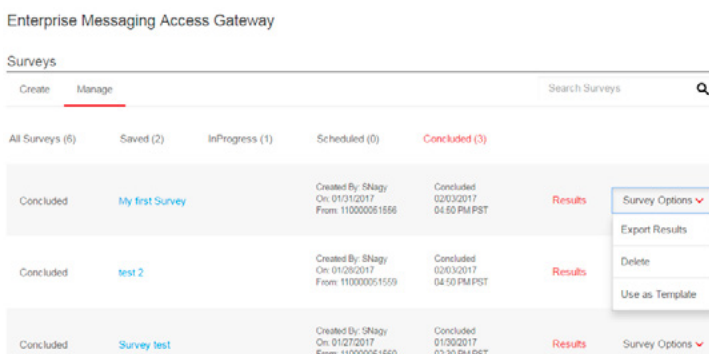 Enterprise Messaging Access Gateway
Surveys
Create Manage Search Surveys
All Surveys (6) Saved (2) InProgress (1) Scheduled (0) Concluded (3)
Concluded My first Survey Created By: SNagy Concluded Results Survey Options
On: 01/31/2017 02/03/2017
From: 110000051556 04:50 PM PST
Export Results
Delete
Use as Template
Concluded test 2 Created By: SNagy Concluded Results
On: 01/28/2017 02/03/2017
From: 110000051559 04:50 PM PST
Concluded Survey test Created By: SNagy Concluded Results Survey Options
On: 01/27/2017 01/30/2017